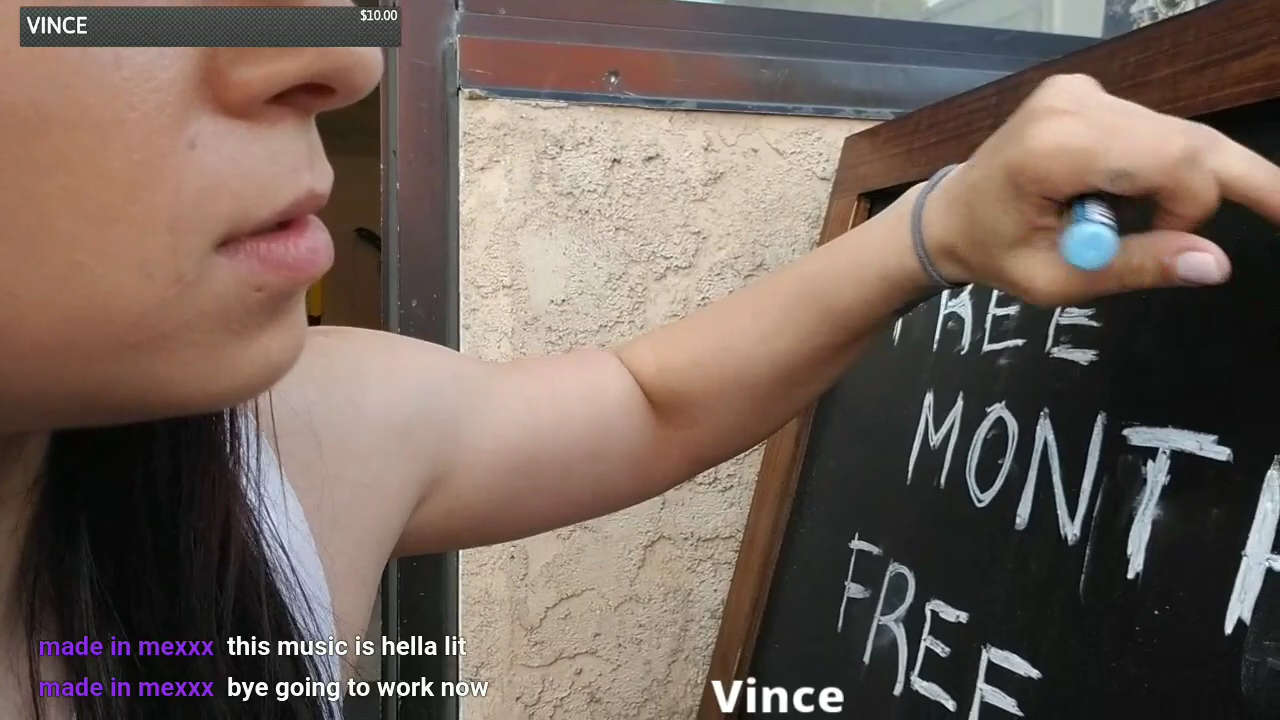 VINCE
$10.00
FREE
MONT
FREE
made in mexxx this music is hella lit
made in mexxx bye going to work now
Vince